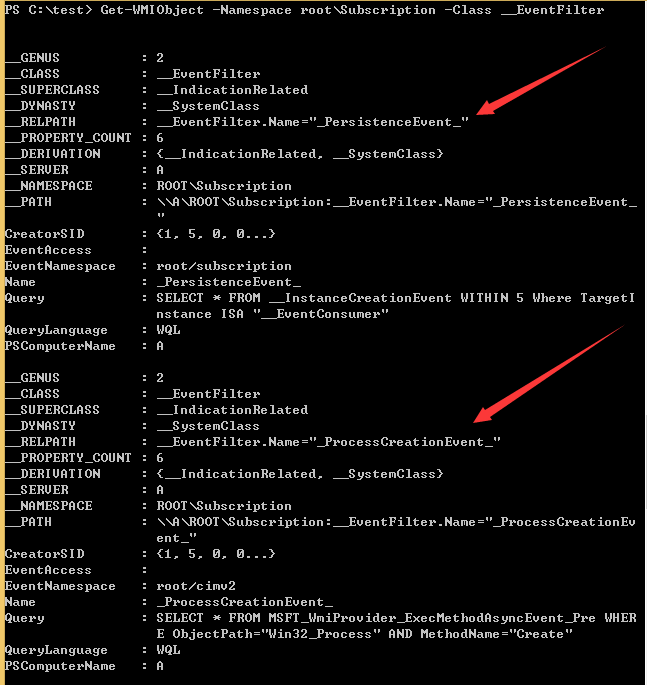 PS C:\test> Get-WMIObject -Namespace root\Subscription -Class __EventFilter
__GENUS          : 2
__CLASS          : __EventFilter
__SUPERCLASS     : __IndicationRelated
__DYNASTY        : __SystemClass
__RELPATH        : __EventFilter.Name="_PersistenceEvent_"
__PROPERTY_COUNT : 6
__DERIVATION     : {__IndicationRelated, __SystemClass}
__SERVER         : A
__NAMESPACE      : ROOT\Subscription
__PATH           : \\A\ROOT\Subscription:__EventFilter.Name="_PersistenceEvent_
"
CreatorSID       : {1, 5, 0, 0...}
EventAccess      :
EventNamespace   : root/subscription
Name             : _PersistenceEvent_
Query            : SELECT * FROM __InstanceCreationEvent WITHIN 5 Where TargetI
nstance ISA "__EventConsumer"
QueryLanguage    : WQL
PSComputerName   : A
__GENUS          : 2
__CLASS          : __EventFilter
__SUPERCLASS     : __IndicationRelated
__DYNASTY        : __SystemClass
__RELPATH        : __EventFilter.Name="_ProcessCreationEvent_"
__PROPERTY_COUNT : 6
__DERIVATION     : {__IndicationRelated, __SystemClass}
__SERVER         : A
__NAMESPACE      : ROOT\Subscription
__PATH           : \\A\ROOT\Subscription:__EventFilter.Name="_ProcessCreationEv
ent_"
CreatorSID       : {1, 5, 0, 0...}
EventAccess      :
EventNamespace   : root/cimv2
Name             : _ProcessCreationEvent_
Query            : SELECT * FROM MSFT_WmiProvider_ExecMethodAsyncEvent_Pre WHER
E ObjectPath="Win32_Process" AND MethodName="Create"
QueryLanguage    : WQL
PSComputerName   : A